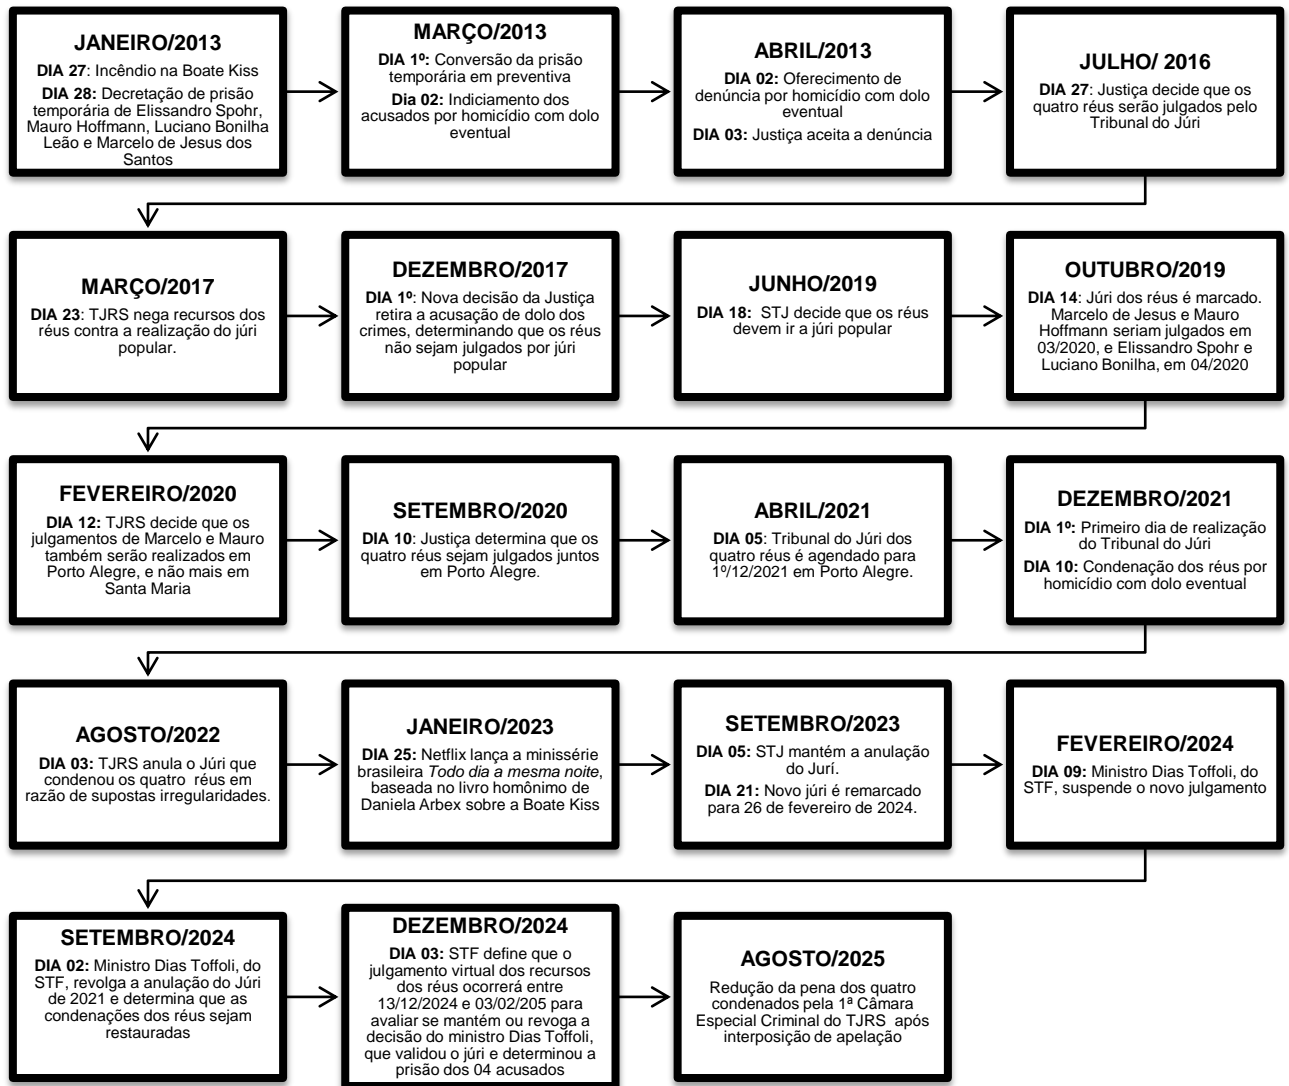 JANEIRO/2013
DIA 27: Incêndio na Boate Kiss
DIA 28: Decretação de prisão
temporária de Elissandro Spohr,
Mauro Hoffmann, Luciano Bonilha
Leão e Marcelo de Jesus dos
Santos
MARÇO/2013
DIA 1º: Conversão da prisão
temporária em preventiva
Dia 02: Indiciamento dos
acusados por homicídio com dolo
eventual
ABRIL/2013
DIA 02: Oferecimento de
denúncia por homicídio com dolo
eventual
DIA 03: Justiça aceita a denúncia
JULHO/ 2016
DIA 27: Justiça decide que os
quatro réus serão julgados pelo
Tribunal do Júri
MARÇO/2017
DIA 23: TJRS nega recursos dos
réus contra a realização do júri
popular.
DEZEMBRO/2017
DIA 1º: Nova decisão da Justiça
retira a acusação de dolo dos
crimes, determinando que os réus
não sejam julgados por júri
popular
JUNHO/2019
DIA 18: STJ decide que os réus
devem ir a júri popular
OUTUBRO/2019
DIA 14: Júri dos réus é marcado.
Marcelo de Jesus e Mauro
Hoffmann seriam julgados em
03/2020, e Elissandro Spohr e
Luciano Bonilha, em 04/2020
FEVEREIRO/2020
DIA 12: TJRS decide que os
julgamentos de Marcelo e Mauro
também serão realizados em
Porto Alegre, e não mais em
Santa Maria
SETEMBRO/2020
DIA 10: Justiça determina que os
quatro réus sejam julgados juntos
em Porto Alegre.
ABRIL/2021
DIA 05: Tribunal do Júri dos
quatro réus é agendado para
1º/12/2021 em Porto Alegre.
DEZEMBRO/2021
DIA 1º: Primeiro dia de realização
do Tribunal do Júri
DIA 10: Condenação dos réus por
homicídio com dolo eventual
AGOSTO/2022
DIA 03: TJRS anula o Júri que
condenou os quatro réus em
razão de supostas irregularidades.
JANEIRO/2023
DIA 25: Netflix lança a minissérie
brasileira Todo dia a mesma noite,
baseada no livro homônimo de
Daniela Arbex sobre a Boate Kiss
SETEMBRO/2023
DIA 05: STJ mantém a anulação
do Jurí.
DIA 21: Novo júri é remarcado
para 26 de fevereiro de 2024.
FEVEREIRO/2024
DIA 09: Ministro Dias Toffoli, do
STF, suspende o novo julgamento
SETEMBRO/2024
DIA 02: Ministro Dias Toffoli, do
STF, revolga a anulação do Júri
de 2021 e determina que as
condenações dos réus sejam
restauradas
DEZEMBRO/2024
DIA 03: STF define que o
julgamento virtual dos recursos
dos réus ocorrerá entre
13/12/2024 e 03/02/205 para
avaliar se mantém ou revoga a
decisão do ministro Dias Toffoli,
que validou o júri e determinou a
prisão dos 04 acusados
AGOSTO/2025
Redução da pena dos quatro
condenados pela 1ª Câmara
Especial Criminal do TJRS após
interposição de apelação